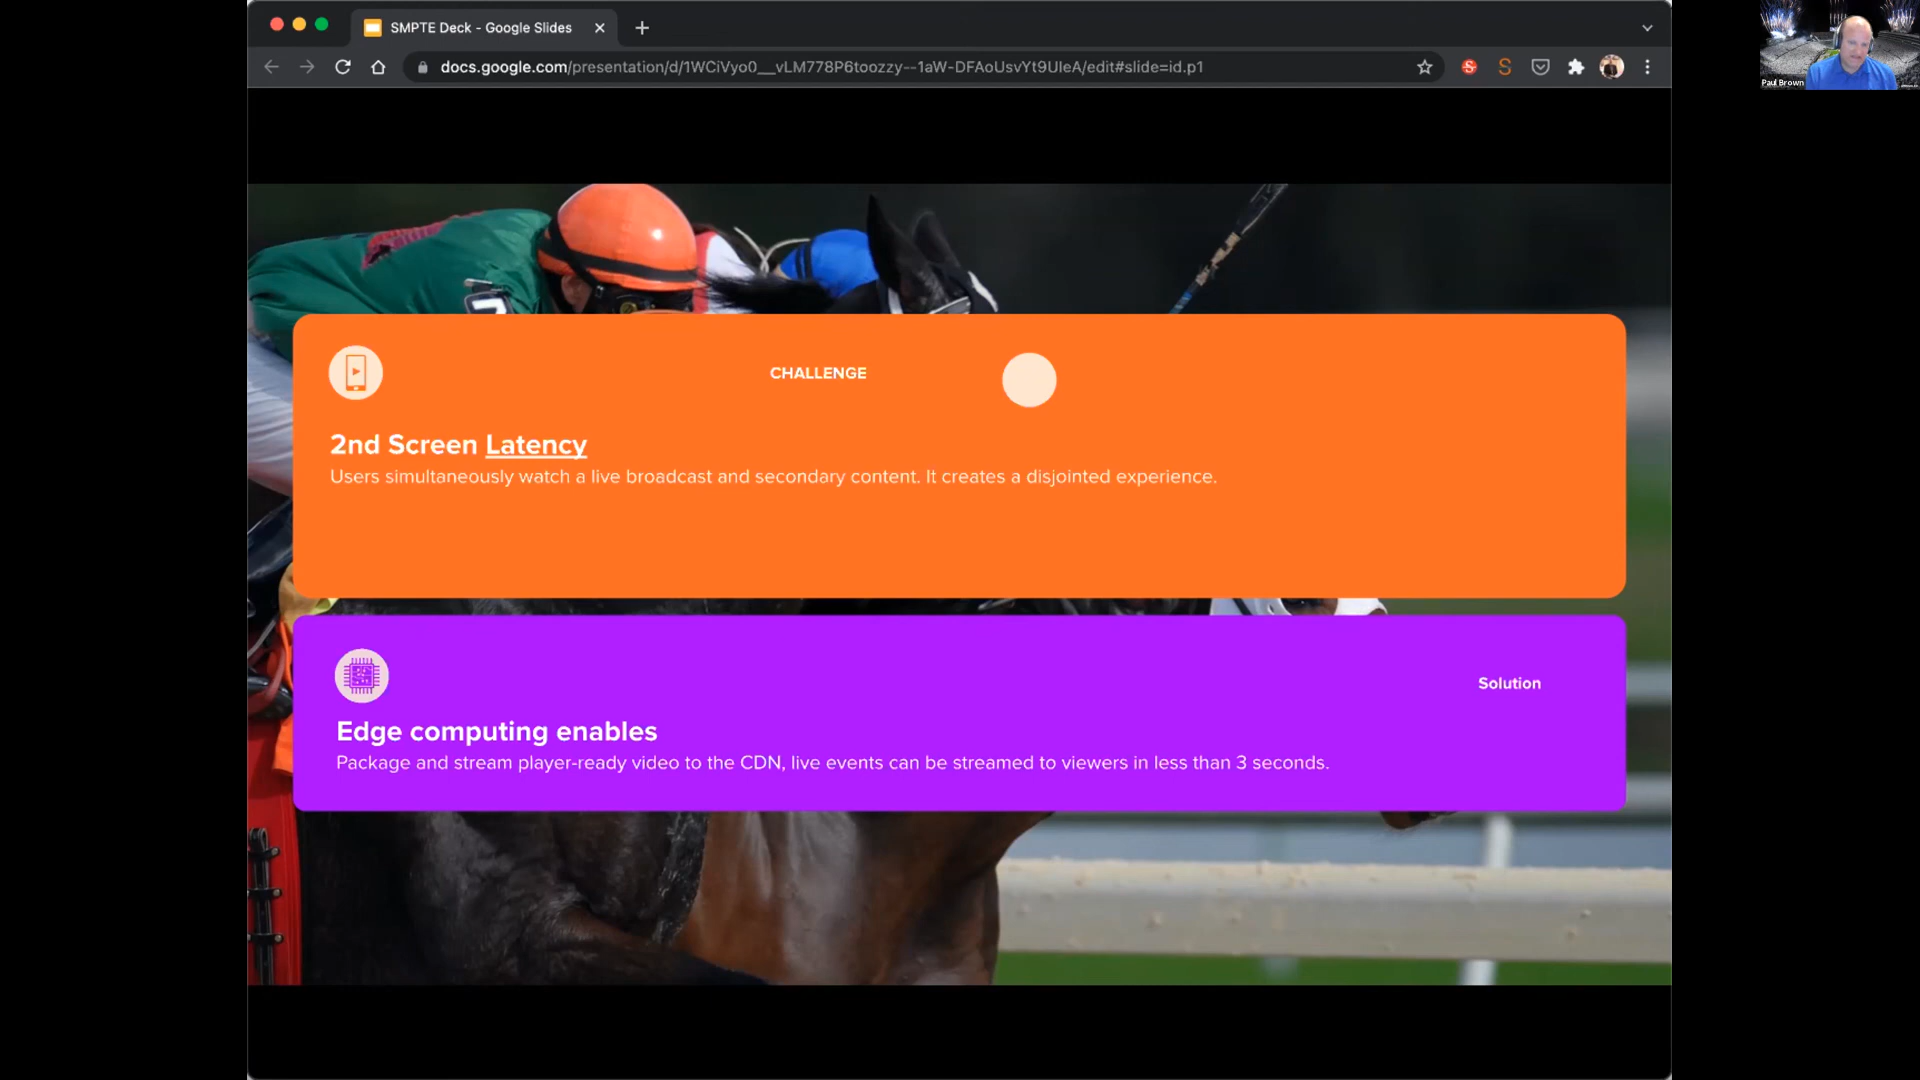 SMPTE Deck - Google Slides
docs.google.com/presentation/d/1WCiVyo0__vLM778P6toozzy--1aW-DFAoUsvYt9UleA/edit#slide=id.p1
Paul Brown
7
CHALLENGE
2nd Screen Latency
Users simultaneously watch a live broadcast and secondary content. It creates a disjointed experience.
Solution
Edge computing enables
Package and stream player-ready video to the CDN, live events can be streamed to viewers in less than 3 seconds.